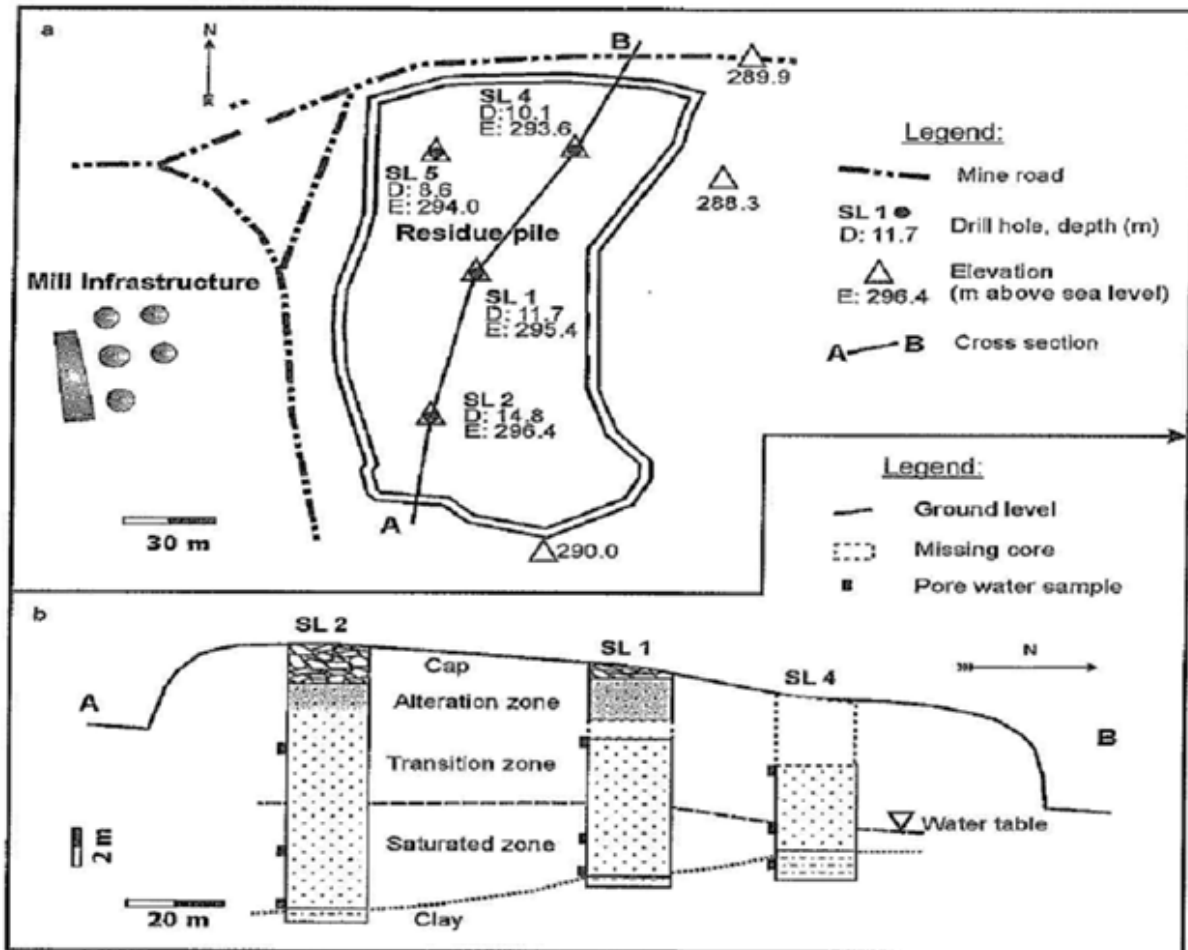 a
N
B
289.9
SL 4
D:10.1
E: 293.6
SL 5
D: 8.6
E: 294.0
288.3
Residue pile
Mill Infrastructure
SL 1
D: 11.7
E: 295.4
SL 2
D: 14.8
E: 296.4
A
30 m
290.0
Legend:
Mine road
SL 1
D: 11.7
Drill hole, depth (m)
E: 296.4
Elevation
(m above sea level)
A B Cross section
Legend:
Ground level
Missing core
Pore water sample
b
SL 2
SL 1
SL 4
N
A
B
Cap
Alteration zone
Transition zone
Saturated zone
Water table
Clay
2 m
20 m